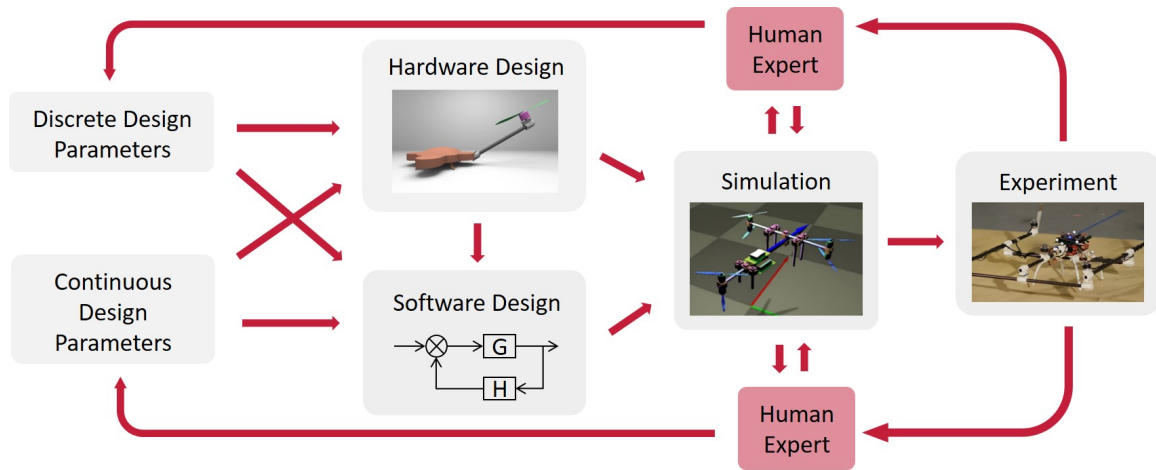 Human
Expert
Hardware Design
Discrete Design
Parameters
Simulation
Experiment
Continuous
Design
Parameters
Software Design
G
H
Human
Expert